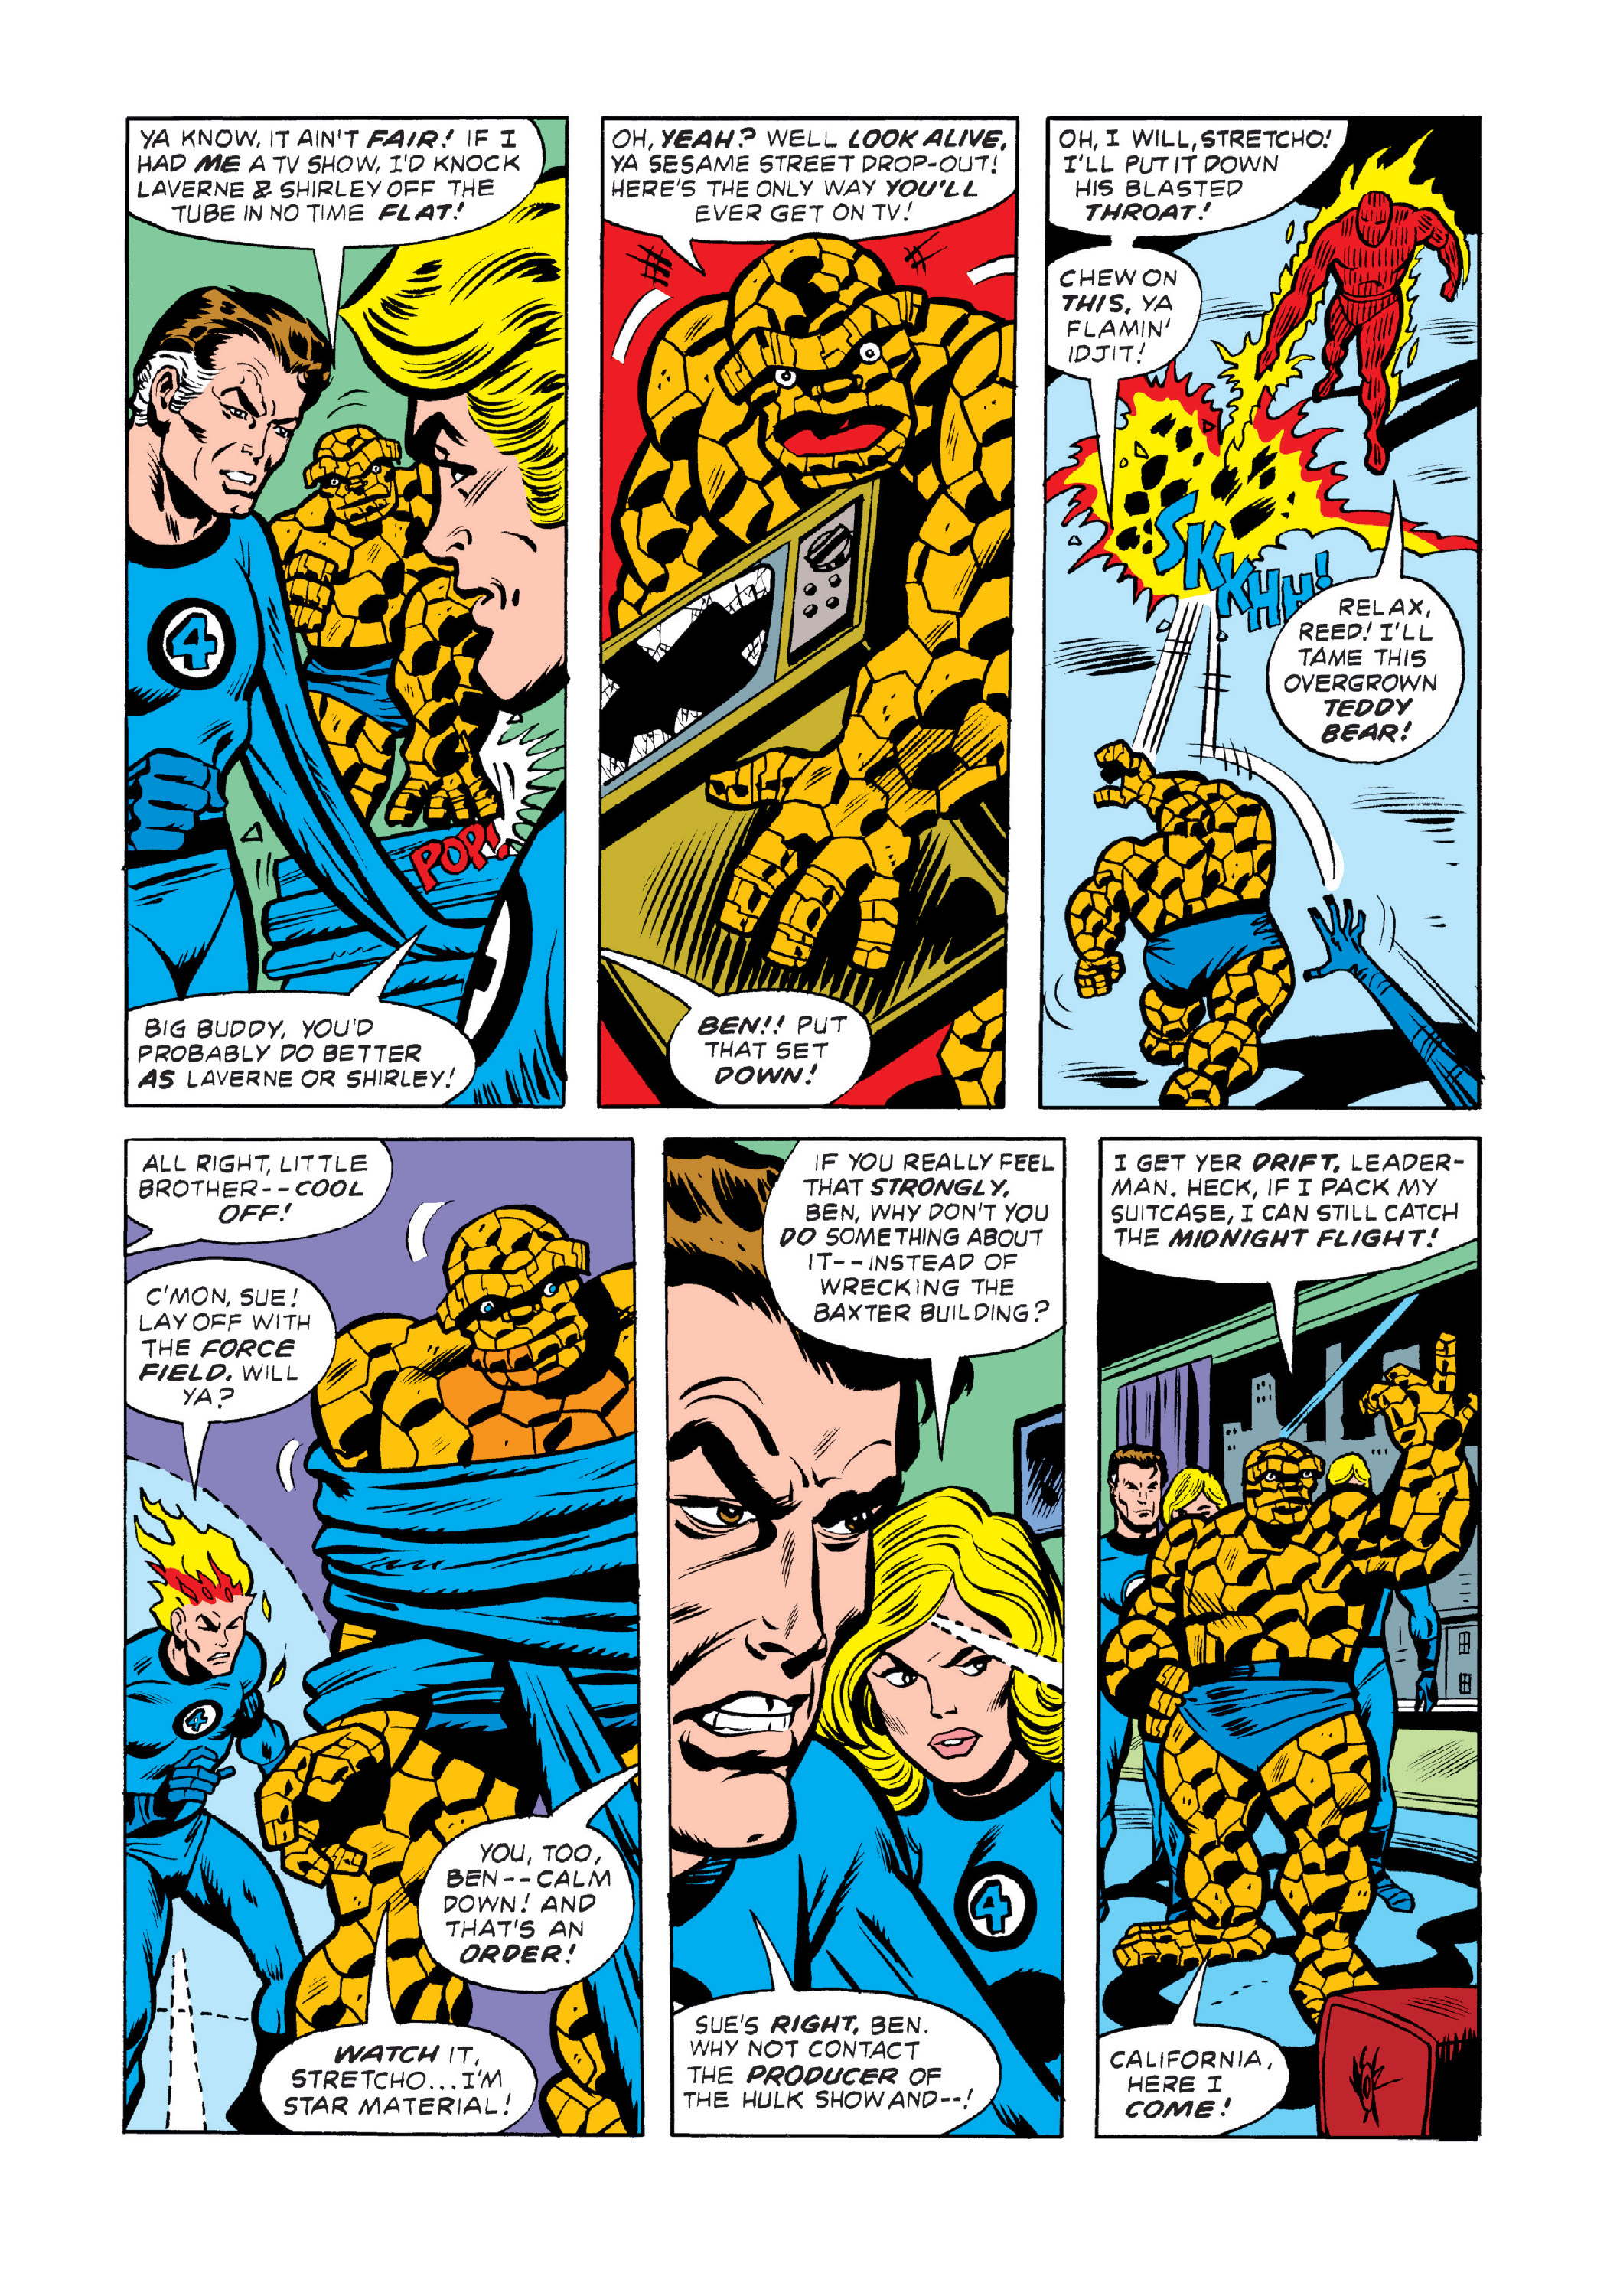 YA KNOW, IT AIN'T FAIR! IF I
HAD ME A TV SHOW, I'D KNOCK
LAVERNE & SHIRLEY OFF THE
TUBE IN NO TIME FLAT!
4
POP!
BIG BUDDY, YOU'D
PROBABLY DO BETTER
AS LAVERNE OR SHIRLEY!
OH, YEAH? WELL LOOK ALIVE,
YA SESAME STREET DROP-OUT!
HERE'S THE ONLY WAY YOU'LL
EVER GET ON TV!
BEN!! PUT
THAT SET
DOWN!
OH, I WILL, STRETCHO!
I'LL PUT IT DOWN
HIS BLASTED
THROAT!
CHEW ON
THIS, YA
FLAMIN'
IDJIT!
SKKHH!
RELAX,
REED! I'LL
TAME THIS
OVERGROWN
TEDDY
BEAR!
ALL RIGHT, LITTLE
BROTHER--COOL
OFF!
C'MON, SUE!
LAY OFF WITH
THE FORCE
FIELD, WILL
YA?
4
YOU, TOO,
BEN--CALM
DOWN! AND
THAT'S AN
ORDER!
WATCH IT,
STRETCHO...I'M
STAR MATERIAL!
IF YOU REALLY FEEL
THAT STRONGLY,
BEN, WHY DON'T YOU
DO SOMETHING ABOUT
IT--INSTEAD OF
WRECKING THE
BAXTER BUILDING?
4
SUE'S RIGHT, BEN.
WHY NOT CONTACT
THE PRODUCER OF
THE HULK SHOW AND--!
I GET YER DRIFT, LEADER-
MAN. HECK, IF I PACK MY
SUITCASE, I CAN STILL CATCH
THE MIDNIGHT FLIGHT!
CALIFORNIA,
HERE I
COME!